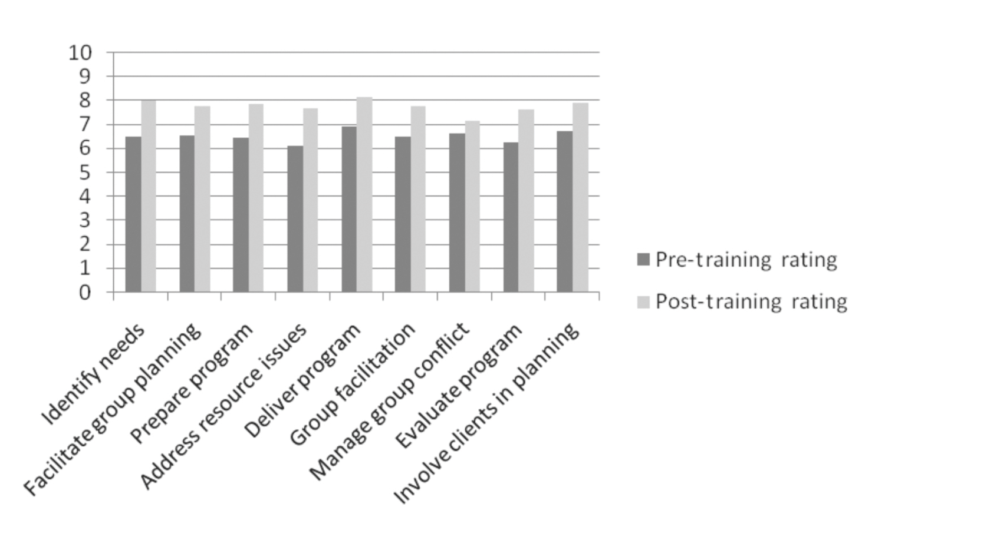 10
9
8
7
6
5
4
3
2
1
0
Identify needs
Facilitate group planning
Prepare program
Address resource issues
Deliver program
Group facilitation
Manage group conflict
Evaluate program
Involve clients in planning
Pre-training rating
Post-training rating